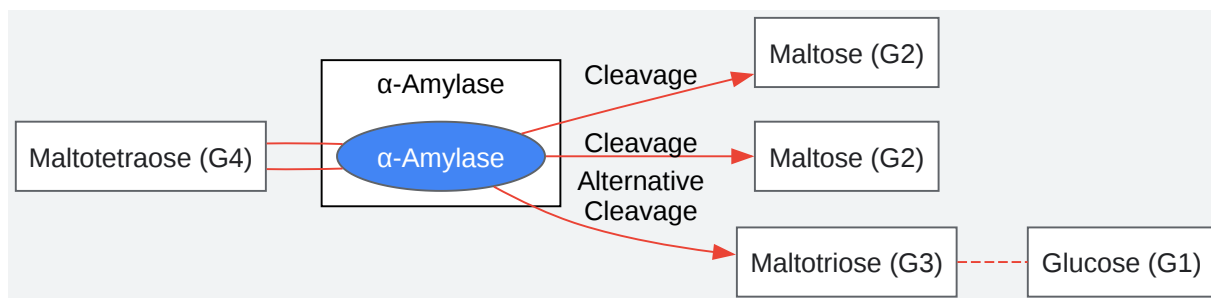 Maltose (G2)
Cleavage
α-Amylase
Maltotetraose (G4)
α-Amylase
Cleavage
Maltose (G2)
Alternative
Cleavage
Maltotriose (G3)
Glucose (G1)